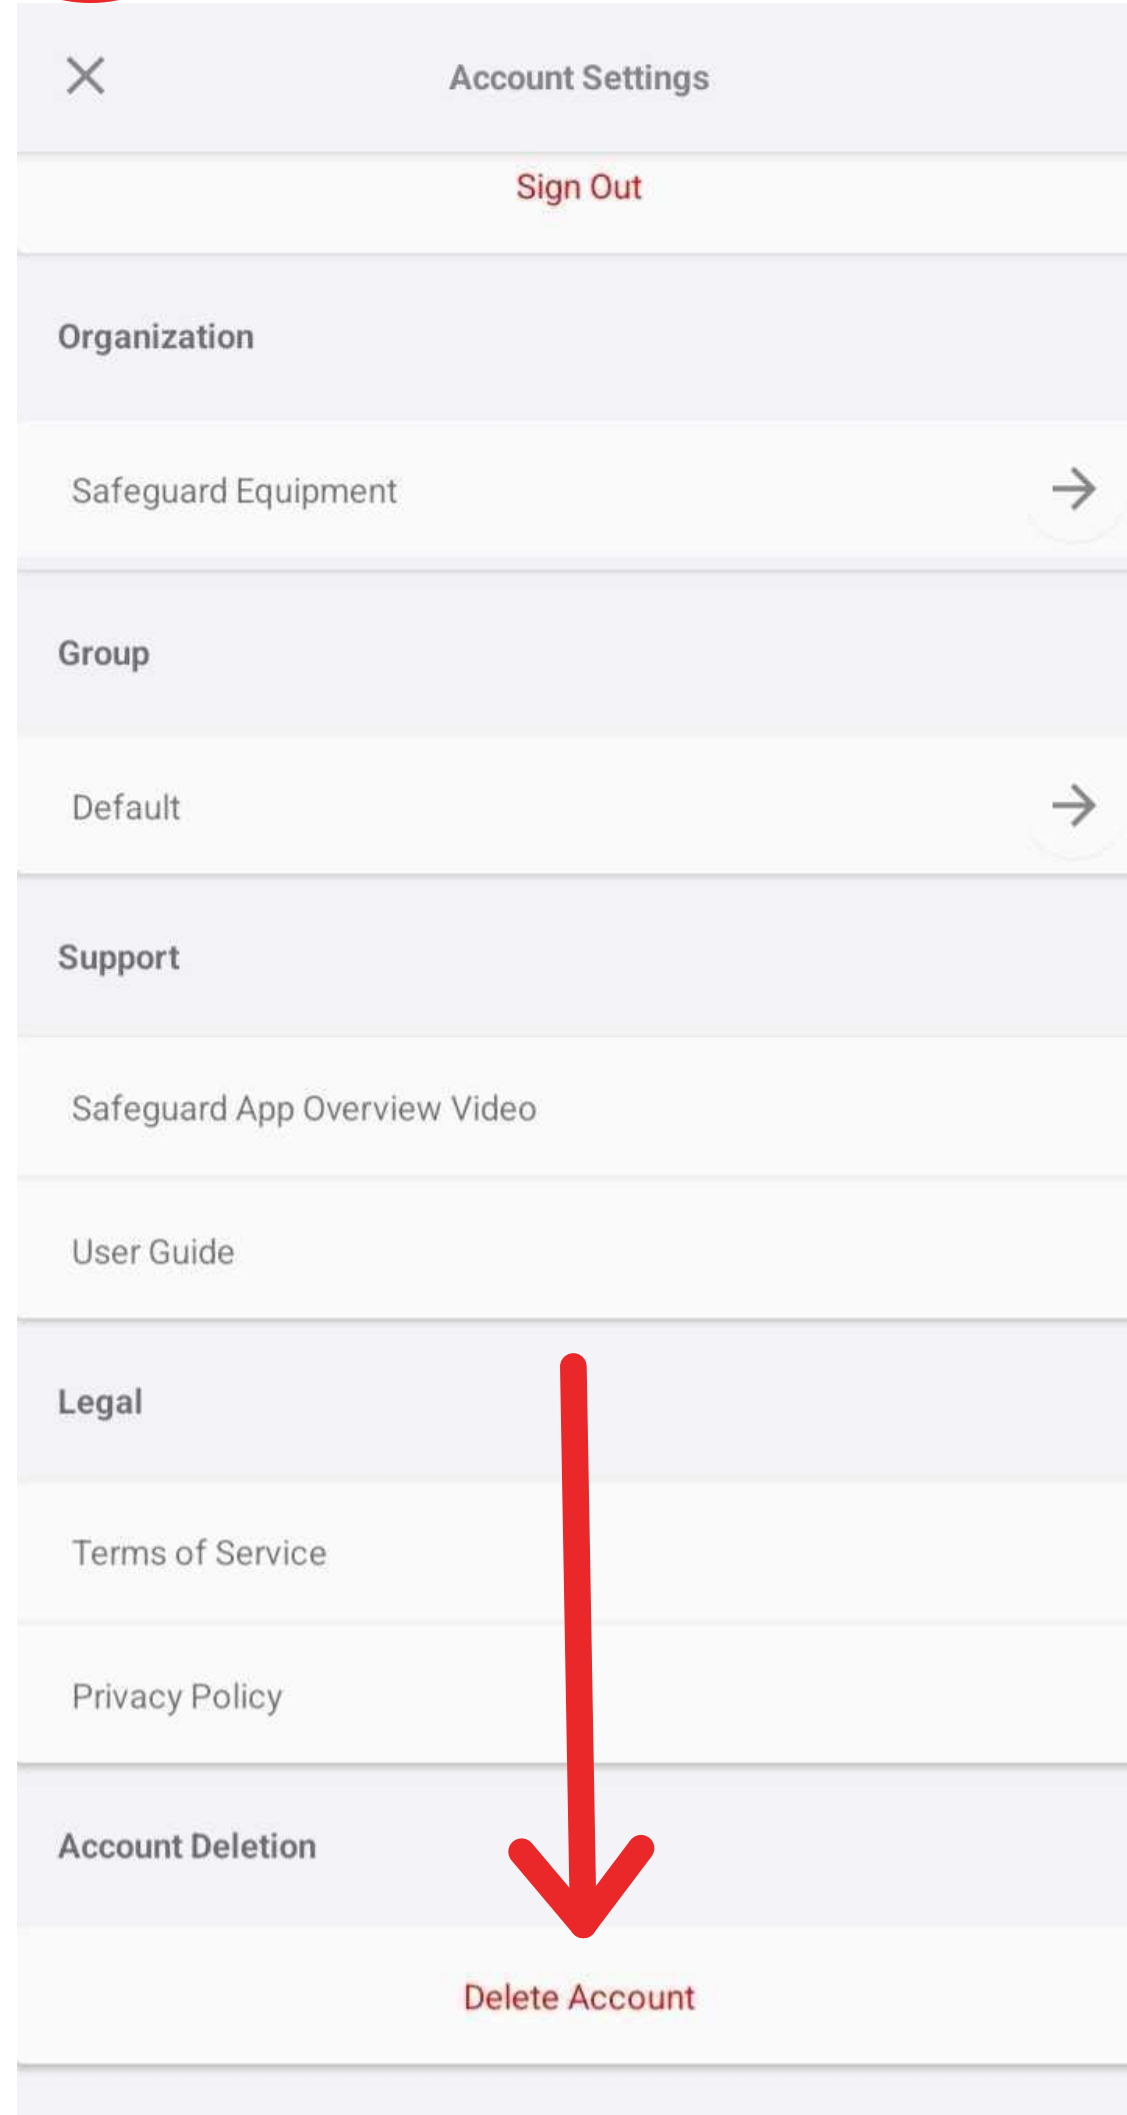 Account Settings
Sign Out
Organization
Safeguard Equipment
Group
Default
Support
Safeguard App Overview Video
User Guide
Legal
Terms of Service
Privacy Policy
Account Deletion
Delete Account